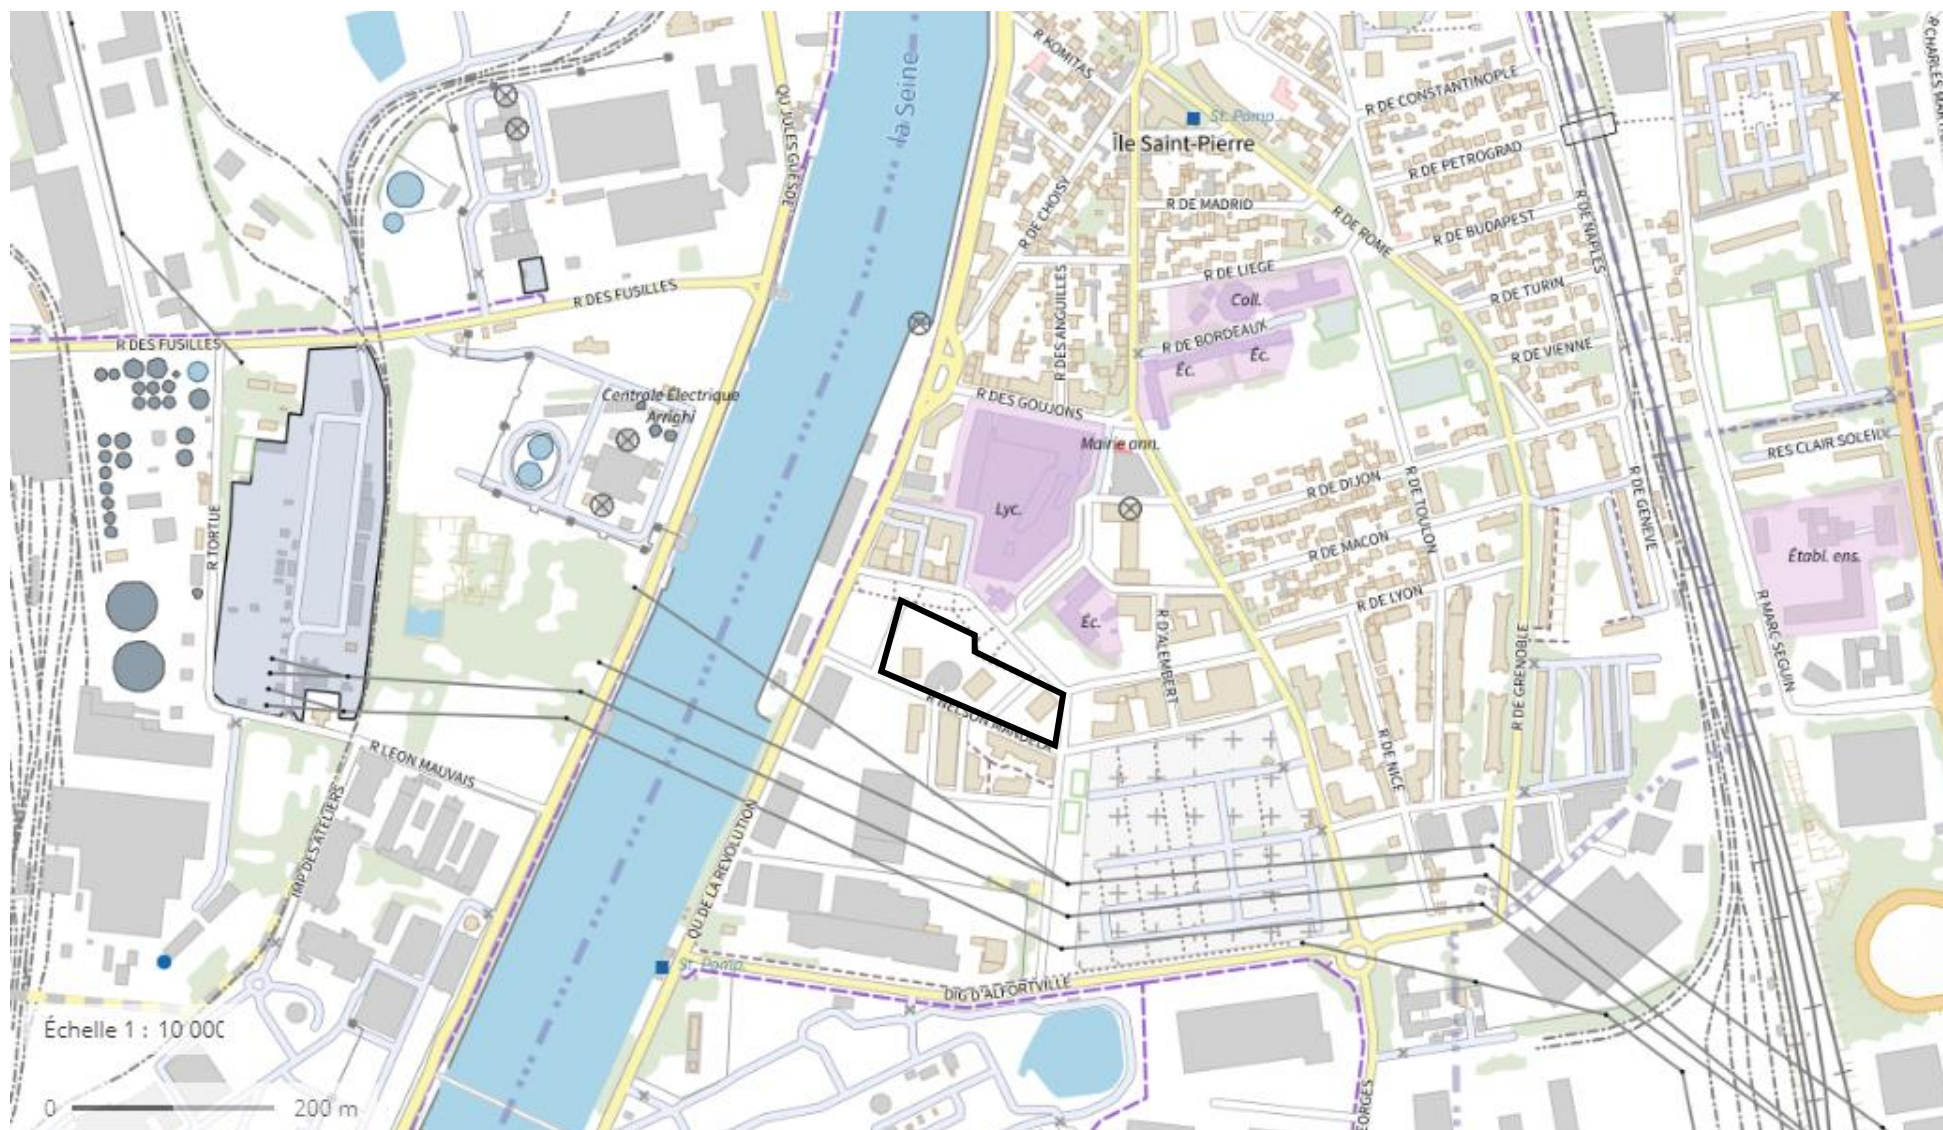 R KOMITAS
la Seine
QU JULES GUESDE
R DE CONSTANTINOPLE
St. Pomp.
Île Saint-Pierre
R DE PETROGRAD
R DE CHOISY
R DE MADRID
R DE ROME
R DE BUDAPEST
R DE NAPLES
R DES FUSILLES
R DE LIEGE
Coll.
R DE TURIN
R DES ANGUILLES
R DE BORDEAUX
R DES FUSILLES
Éc.
Éc.
R DE VIENNE
Centrale Électrique
Arrighi
R DES GOUJONS
Mairie ann.
RES CLAIR SOLEIL
R TORTUE
Lyc.
R DE DIJON
R DE TOULON
R DE GENEVE
R DE MACON
Établ. ens.
R DE LYON
Éc.
R D'ALEMBERT
R DE GRENOBLE
R MARC SEGUIN
R NELSON MANDELA
R LEON MAUVAIS
R DE NICE
IMP DES ATELIERS
QU DE LA REVOLUTION
St. Pomp.
DIG D'ALFORTVILLE
Échelle 1 : 10 000
0 200 m